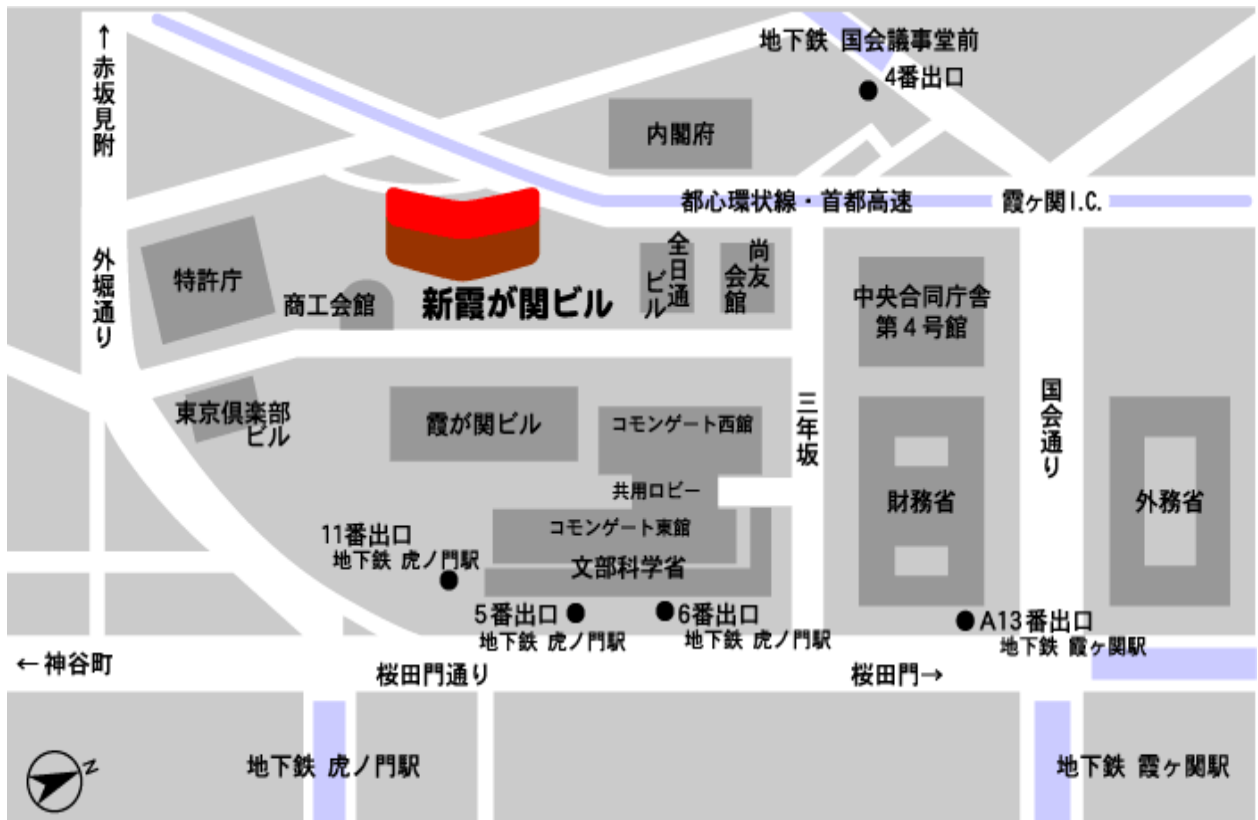 地下鉄 国会議事堂前
4番出口
←赤坂見附
内閣府
都心環状線・首都高速
霞ヶ関I.C.
外堀通り
特許庁
商工会館
新霞が関ビル
全日通
ビル
尚友
会館
中央合同庁舎
第4号館
東京倶楽部
ビル
霞が関ビル
コモンゲート西館
三年坂
国会通り
共用ロビー
財務省
外務省
コモンゲート東館
文部科学省
11番出口
地下鉄 虎ノ門駅
5番出口
地下鉄 虎ノ門駅
6番出口
地下鉄 虎ノ門駅
A13番出口
地下鉄 霞ヶ関駅
←神谷町
桜田門通り
桜田門→
地下鉄 虎ノ門駅
地下鉄 霞ヶ関駅
N